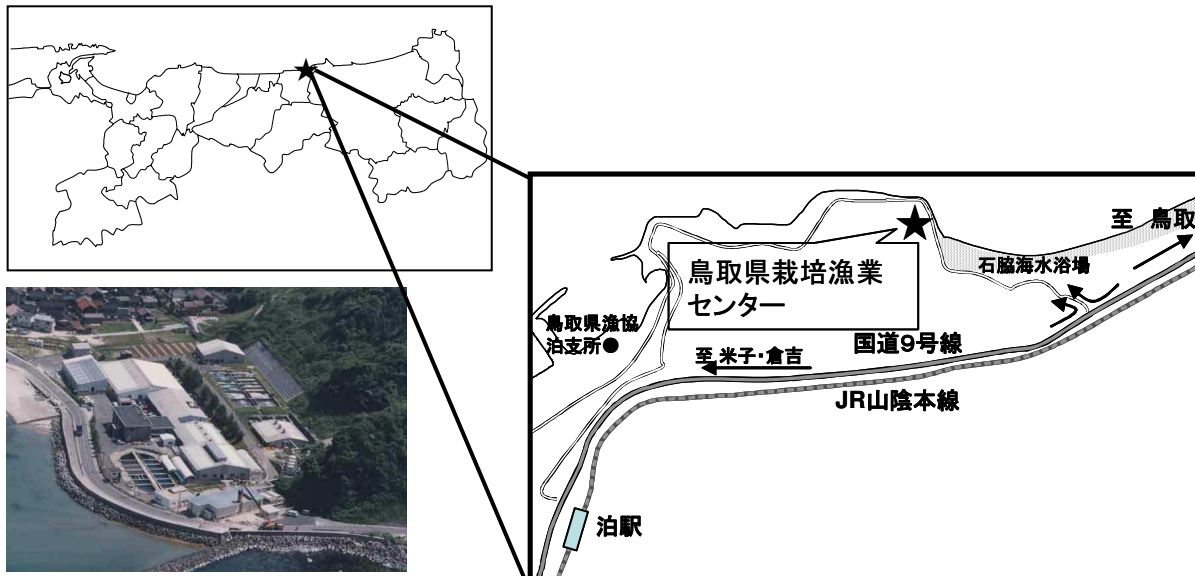 至 鳥取
石脇海水浴場
鳥取県栽培漁業
センター
鳥取県漁協
泊支所●
国道9号線
至 米子・倉吉
JR山陰本線
泊駅